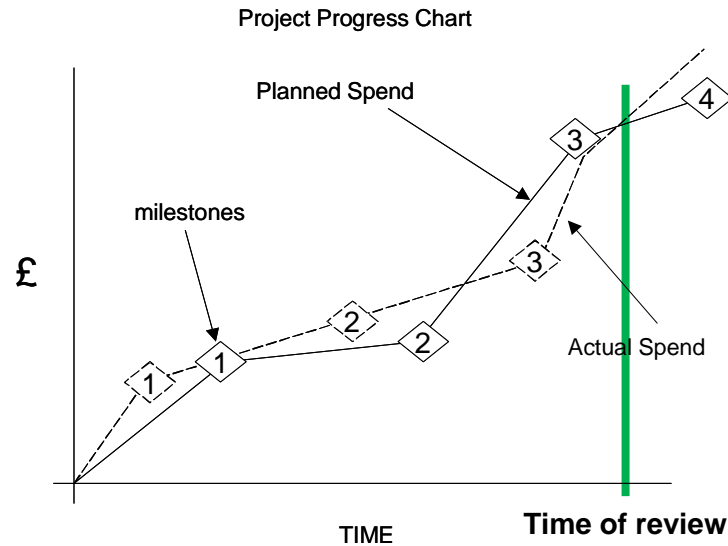 Project Progress Chart
Planned Spend
4
3
milestones
3
£
2
2
1
1
Actual Spend
Time of review
TIME